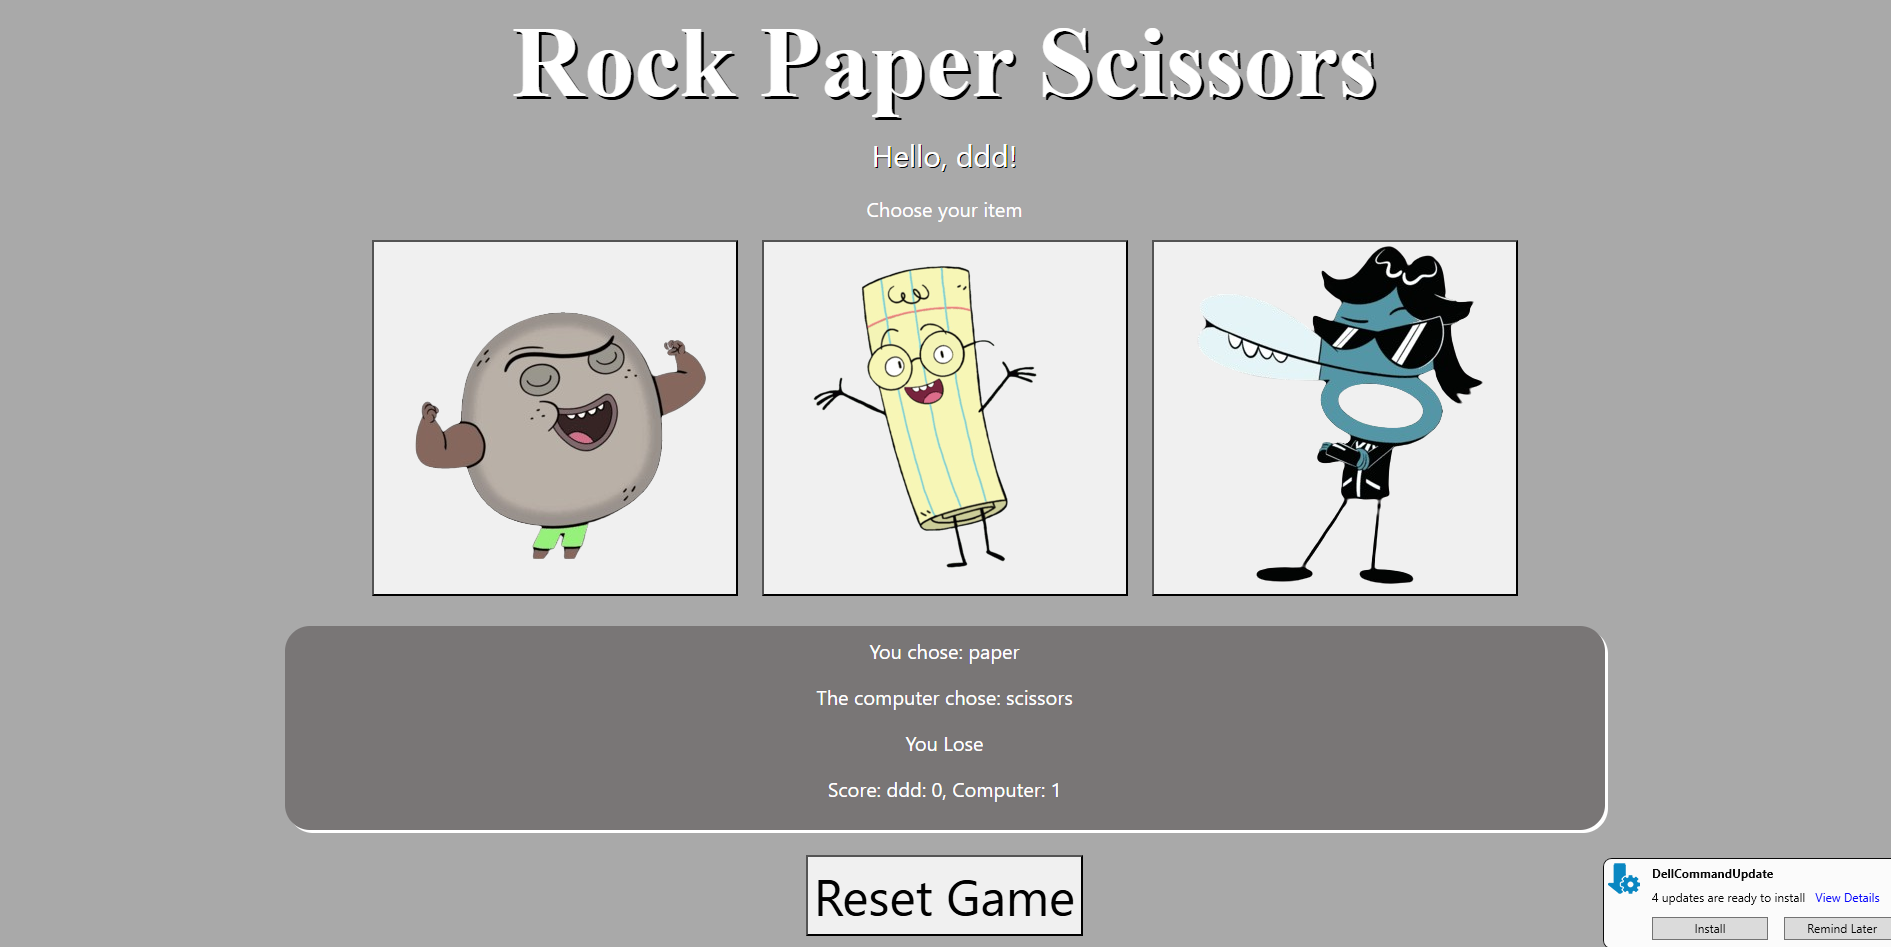 Rock Paper Scissors
Hello, ddd!
Choose your item
You chose: paper
The computer chose: scissors
You Lose
Score: ddd: 0, Computer: 1
Reset Game
DellCommandUpdate
4 updates are ready to install View Details
Install Remind Later